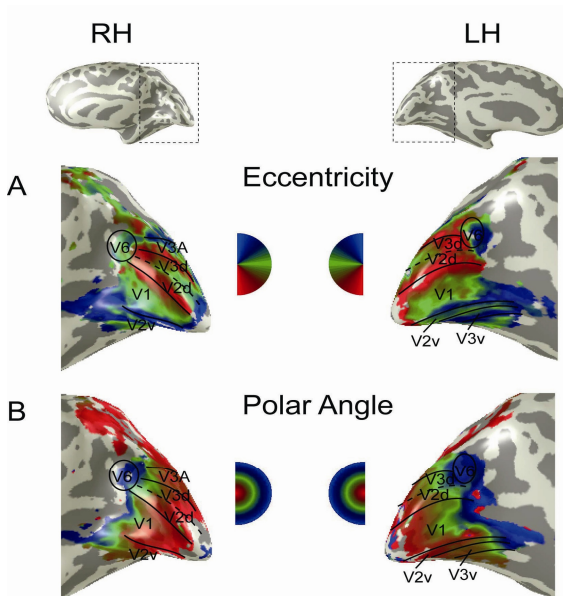 RH LH
A Eccentricity
V6 V3A
V3d
V2d
V1
V2v
V6
V3d
V2d
V1
V2v V3v
B Polar Angle
V6 V3A
V3d
V2d
V1
V2v
V6
V3d
V2d
V1
V2v V3v